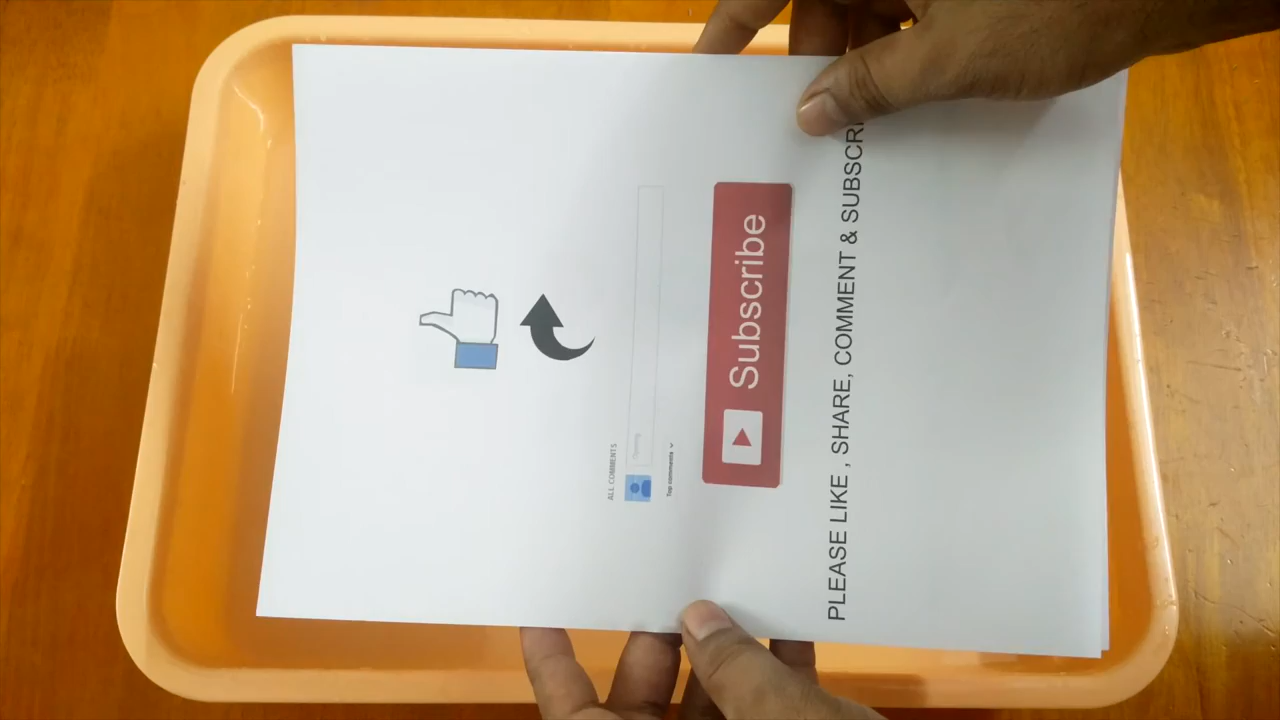 ALL COMMENTS
Top comments
Subscribe
PLEASE LIKE , SHARE, COMMENT & SUBSCRI